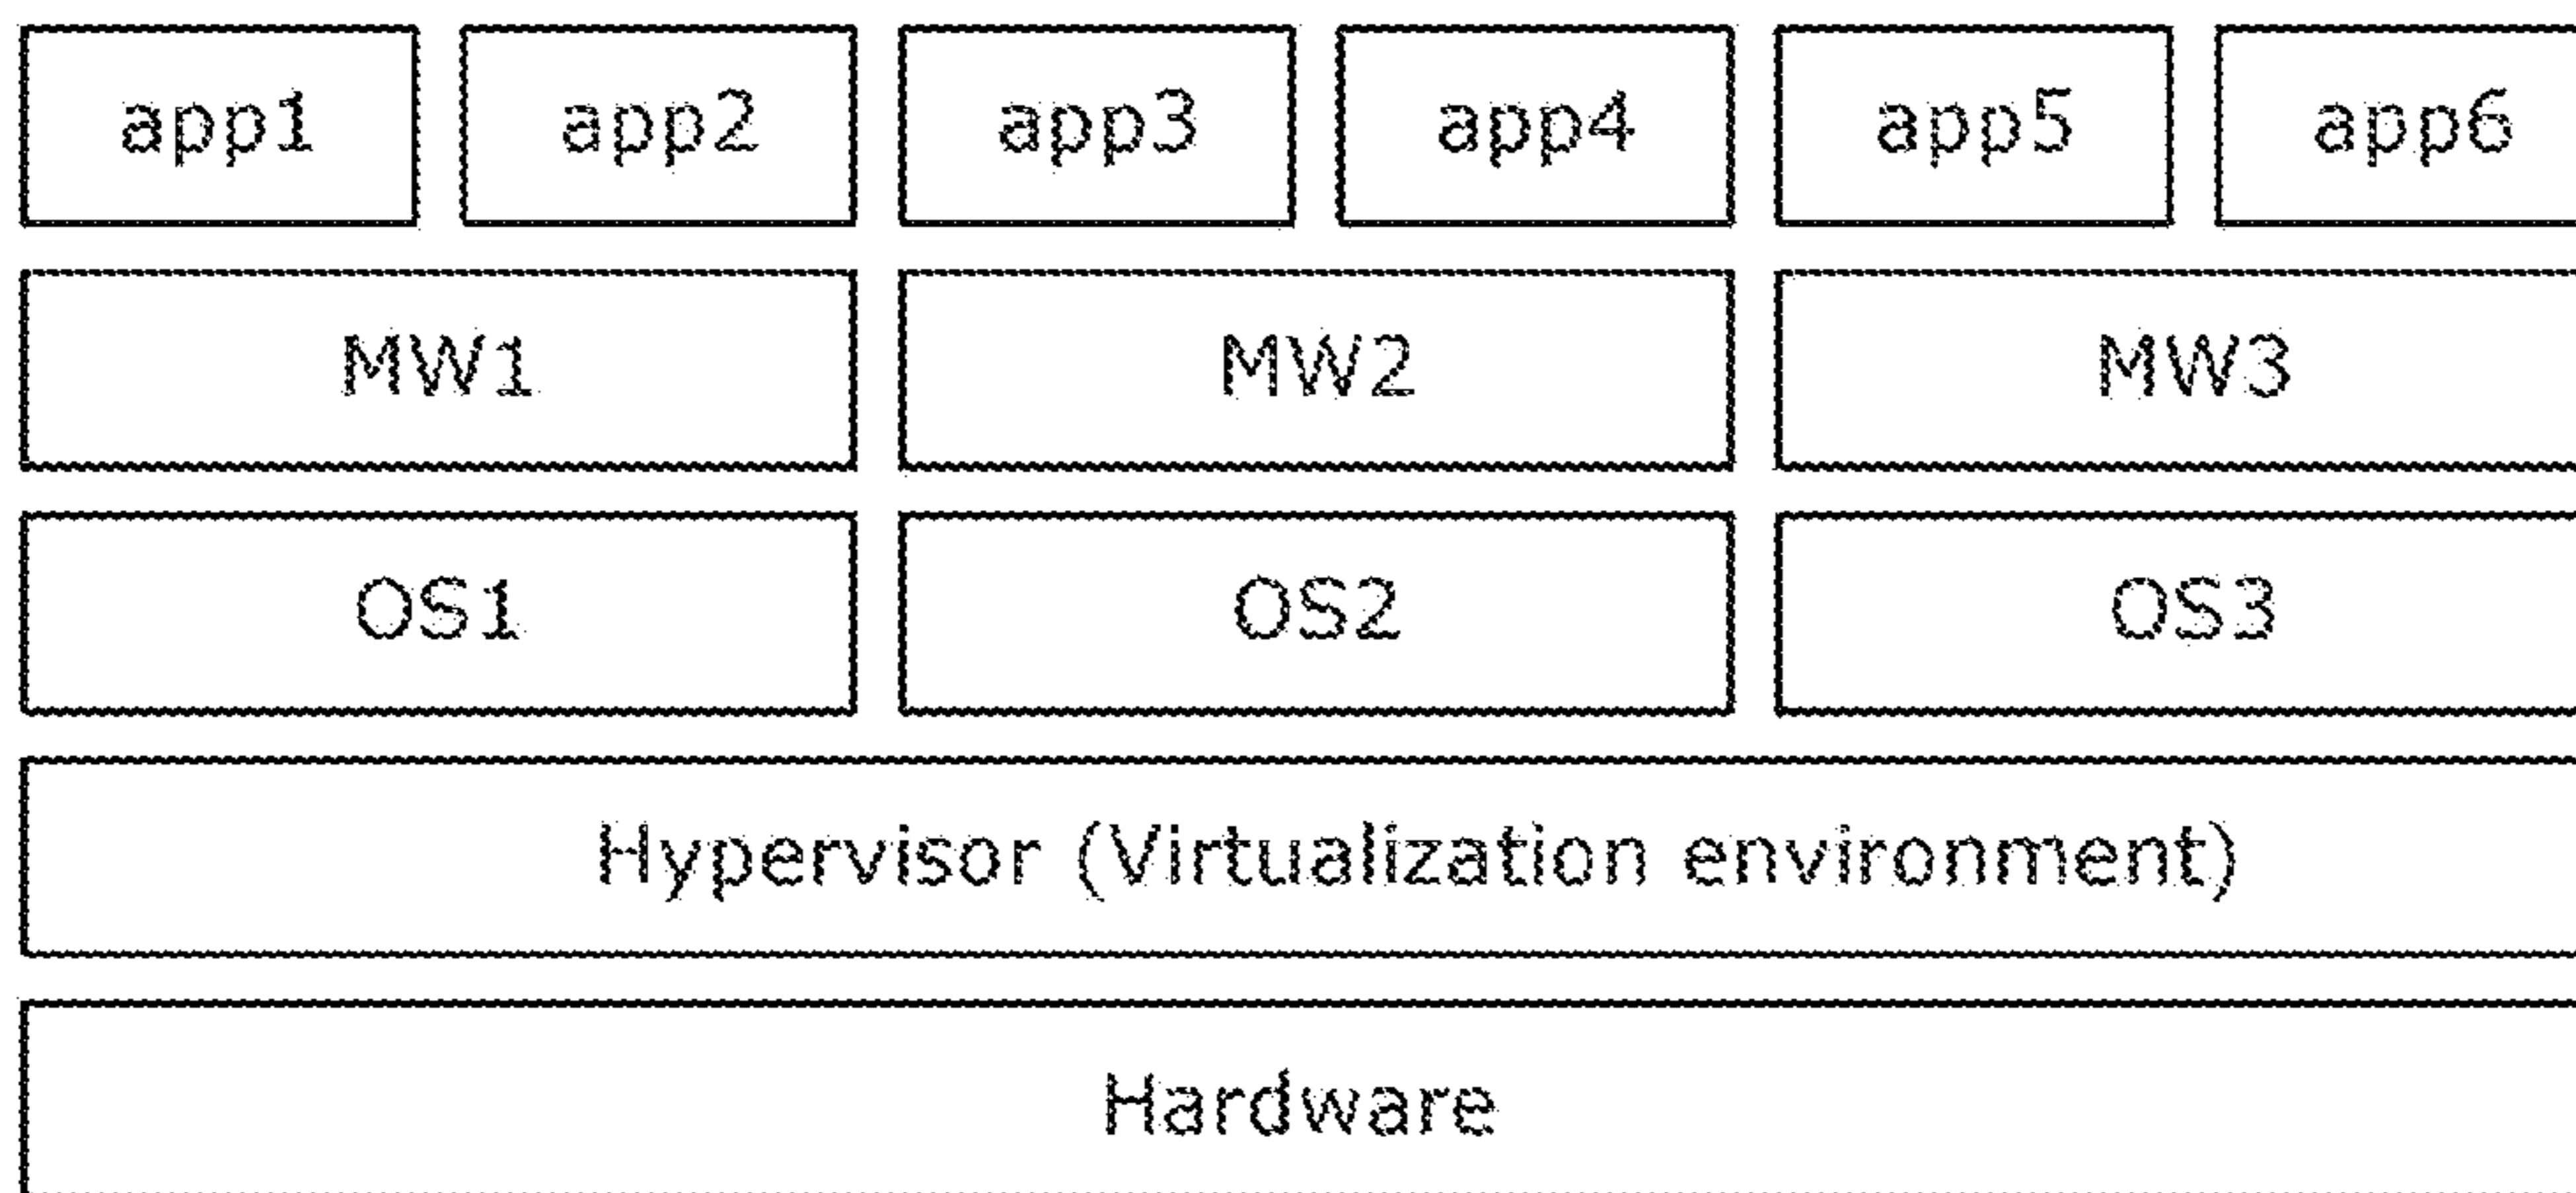 app1 app2 app3 app4 app5 app6
MW1 MW2 MW3
OS1 OS2 OS3
Hypervisor (Virtualization environment)
Hardware